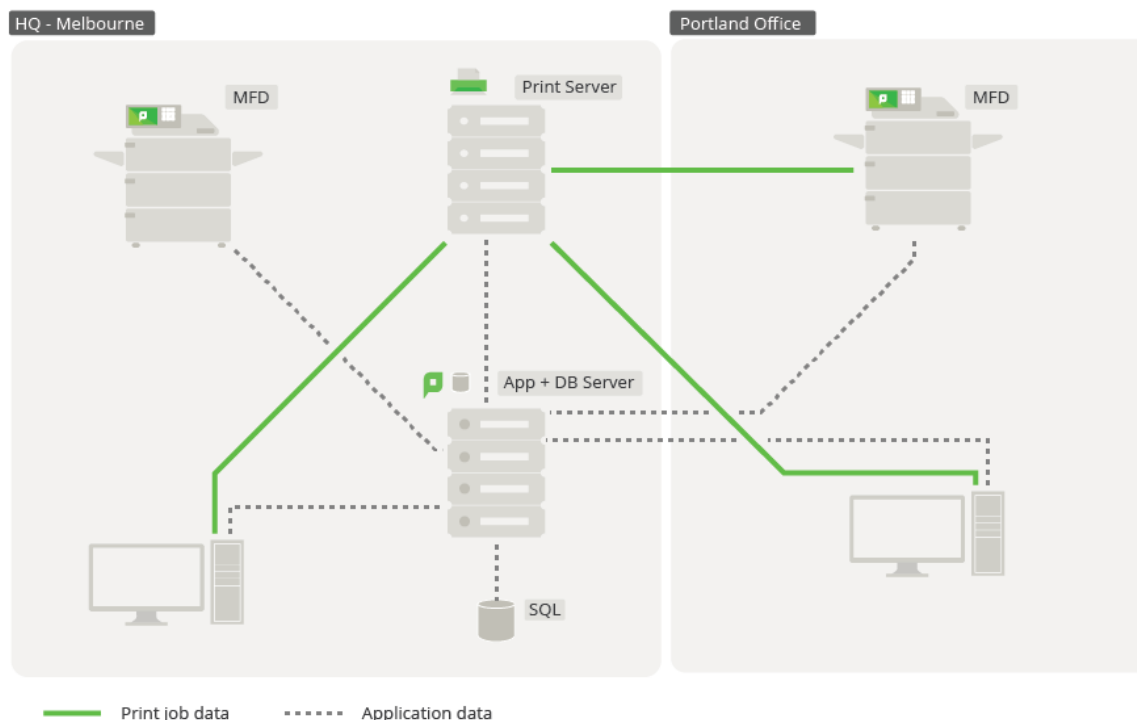 HQ - Melbourne
Portland Office
MFD
Print Server
MFD
App + DB Server
SQL
Print job data
Application data